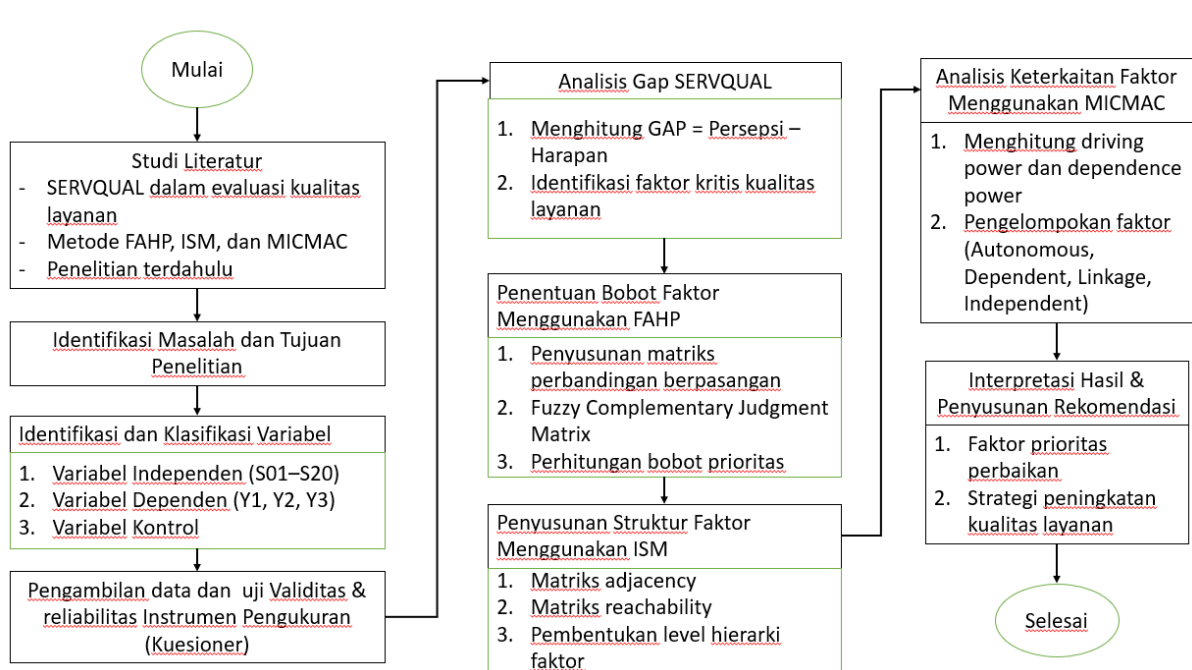 Mulai
Studi Literatur
- SERVQUAL dalam evaluasi kualitas
layanan
- Metode FAHP, ISM, dan MICMAC
- Penelitian terdahulu
Identifikasi Masalah dan Tujuan
Penelitian
Identifikasi dan Klasifikasi Variabel
1. Variabel Independen (S01–S20)
2. Variabel Dependen (Y1, Y2, Y3)
3. Variabel Kontrol
Pengambilan data dan uji Validitas &
reliabilitas Instrumen Pengukuran
(Kuesioner)
Analisis Gap SERVQUAL
1. Menghitung GAP = Persepsi –
Harapan
2. Identifikasi faktor kritis kualitas
layanan
Penentuan Bobot Faktor
Menggunakan FAHP
1. Penyusunan matriks
perbandingan berpasangan
2. Fuzzy Complementary Judgment
Matrix
3. Perhitungan bobot prioritas
Penyusunan Struktur Faktor
Menggunakan ISM
1. Matriks adjacency
2. Matriks reachability
3. Pembentukan level hierarki
faktor
Analisis Keterkaitan Faktor
Menggunakan MICMAC
1. Menghitung driving
power dan dependence
power
2. Pengelompokan faktor
(Autonomous,
Dependent, Linkage,
Independent)
Interpretasi Hasil &
Penyusunan Rekomendasi
1. Faktor prioritas
perbaikan
2. Strategi peningkatan
kualitas layanan
Selesai